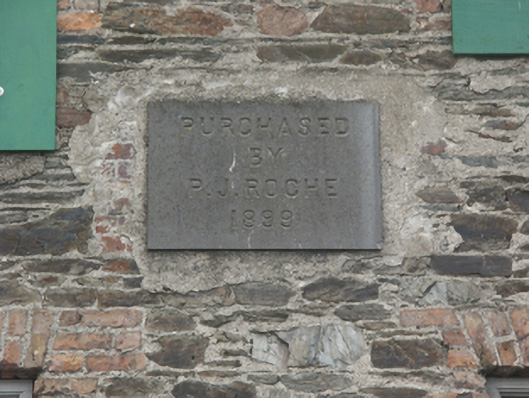 PURCHASED
BY
P.J. ROCHE
1899